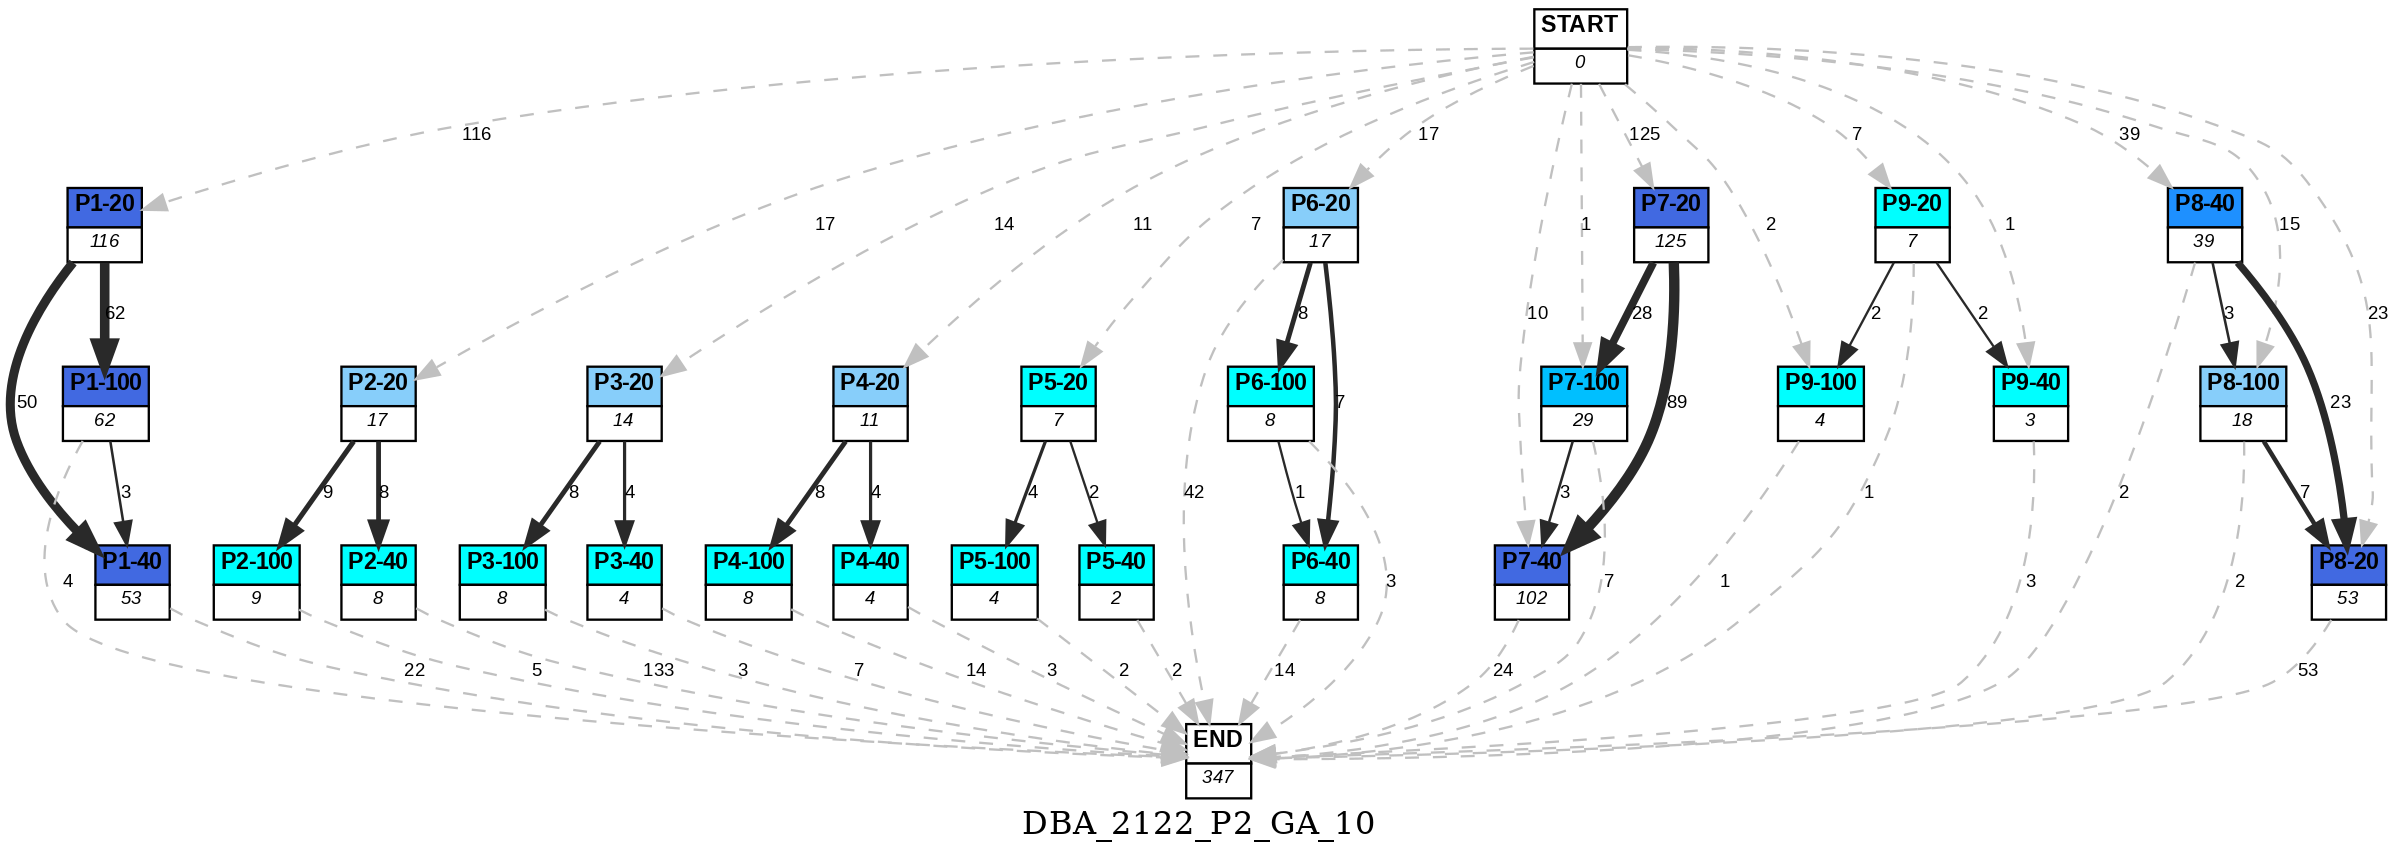 START
0
116
17
125
7
39
P1-20
116
P6-20
17
P7-20
125
P9-20
7
P8-40
39
17
14
11
7
1
2
1
15
50
62
8
7
10
28
89
2
2
3
23
23
P1-100
62
P2-20
17
P3-20
14
P4-20
11
P5-20
7
P6-100
8
P7-100
29
P9-100
4
P9-40
3
P8-100
18
3
9
8
8
4
8
4
4
2
42
1
3
1
2
7
P1-40
53
P2-100
9
P2-40
8
P3-100
8
P3-40
4
P4-100
8
P4-40
4
P5-100
4
P5-40
2
P6-40
8
P7-40
102
P8-20
53
4
3
7
1
3
2
22
5
133
3
7
14
3
2
2
14
24
53
END
347
DBA_2122_P2_GA_10